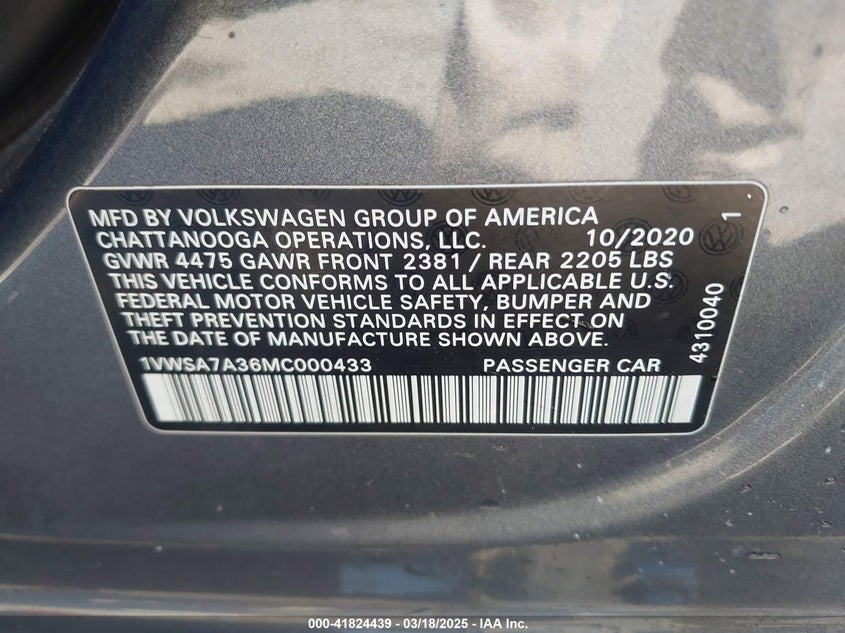 MFD BY VOLKSWAGEN GROUP OF AMERICA
CHATTANOOGA OPERATIONS, LLC. 10/2020
GVWR 4475 GAWR FRONT 2381 / REAR 2205 LBS
THIS VEHICLE CONFORMS TO ALL APPLICABLE U.S.
FEDERAL MOTOR VEHICLE SAFETY, BUMPER AND
THEFT PREVENTION STANDARDS IN EFFECT ON
THE DATE OF MANUFACTURE SHOWN ABOVE.
1VWSA7A36MC000433 PASSENGER CAR
4310040 1
000-41824439 - 03/18/2025 - IAA Inc.